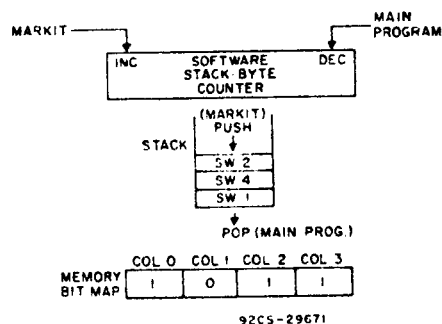 MARKIT
MAIN
PROGRAM
INC
SOFTWARE
STACK-BYTE
COUNTER
DEC
(MARKIT)
PUSH
STACK
SW 2
SW 4
SW 1
POP (MAIN PROG.)
COL 0 COL 1 COL 2 COL 3
MEMORY
BIT MAP
1 0 1 1
92CS-29671